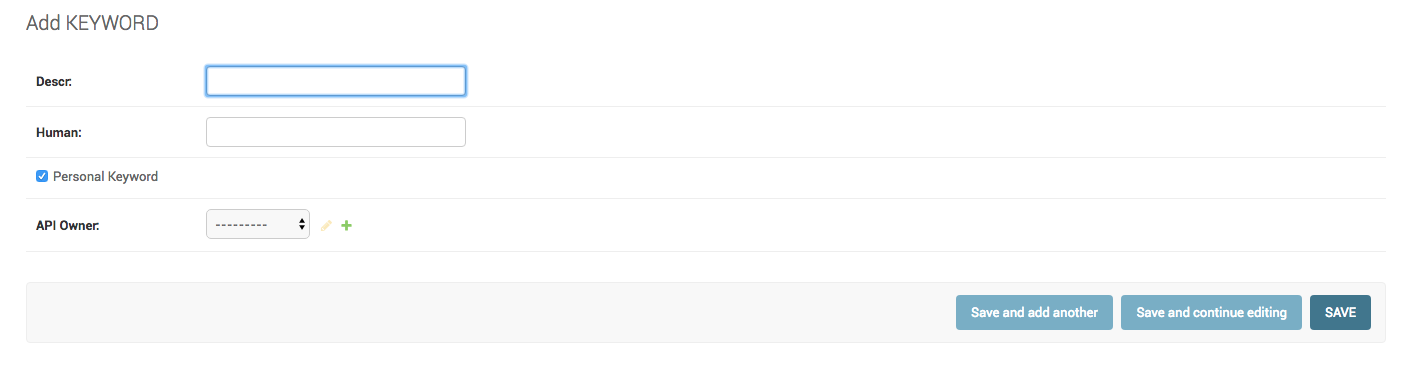 Add KEYWORD
Descr:
Human:
Personal Keyword
API Owner: ---------
Save and add another Save and continue editing SAVE